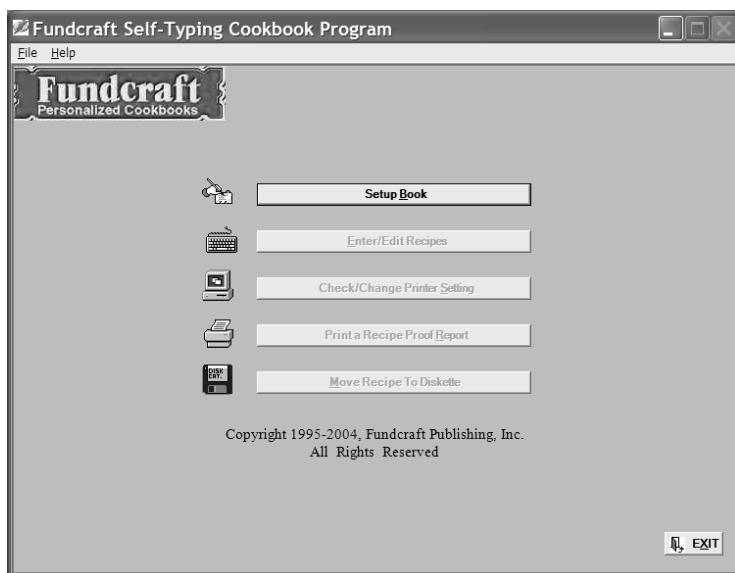 Fundcraft Self-Typing Cookbook Program
File Help
Fundcraft
Personalized Cookbooks
Setup Book
Enter/Edit Recipes
Check/Change Printer Setting
Print a Recipe Proof Report
DISK
CRT.
Move Recipe To Diskette
Copyright 1995-2004, Fundcraft Publishing, Inc.
All Rights Reserved
EXIT